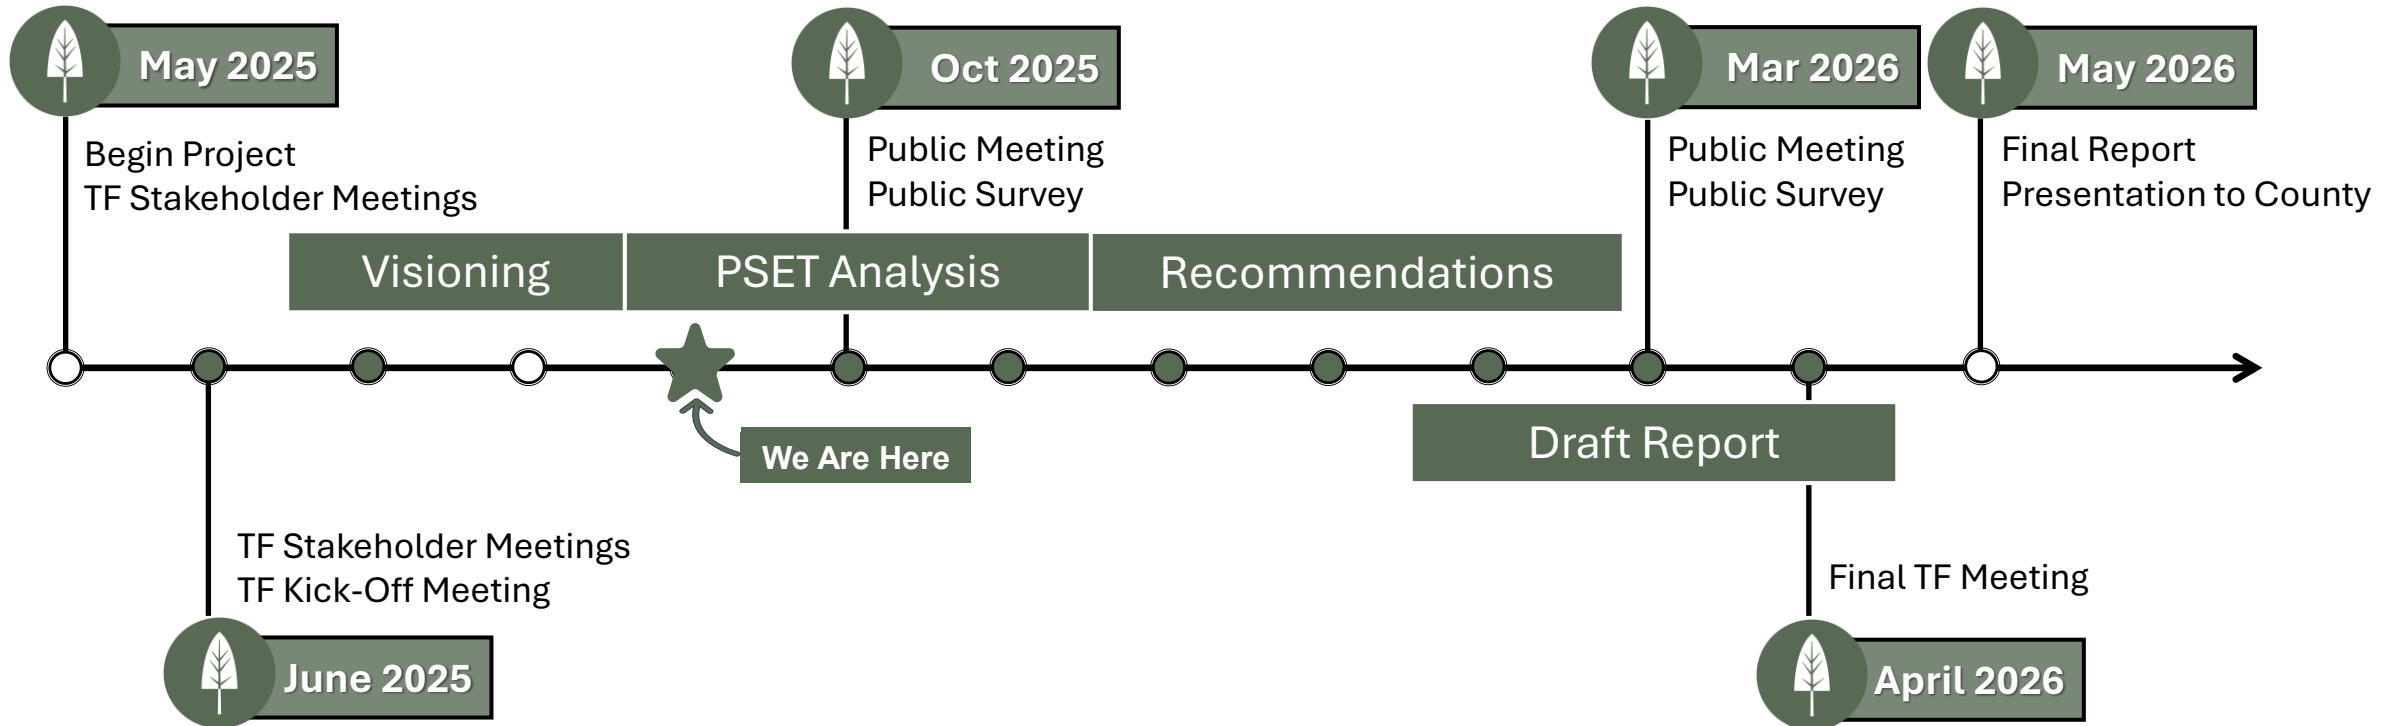 May 2025
Oct 2025
Mar 2026
May 2026
Begin Project
TF Stakeholder Meetings
Public Meeting
Public Survey
Public Meeting
Public Survey
Final Report
Presentation to County
Visioning
PSET Analysis
Recommendations
We Are Here
Draft Report
TF Stakeholder Meetings
TF Kick-Off Meeting
Final TF Meeting
June 2025
April 2026